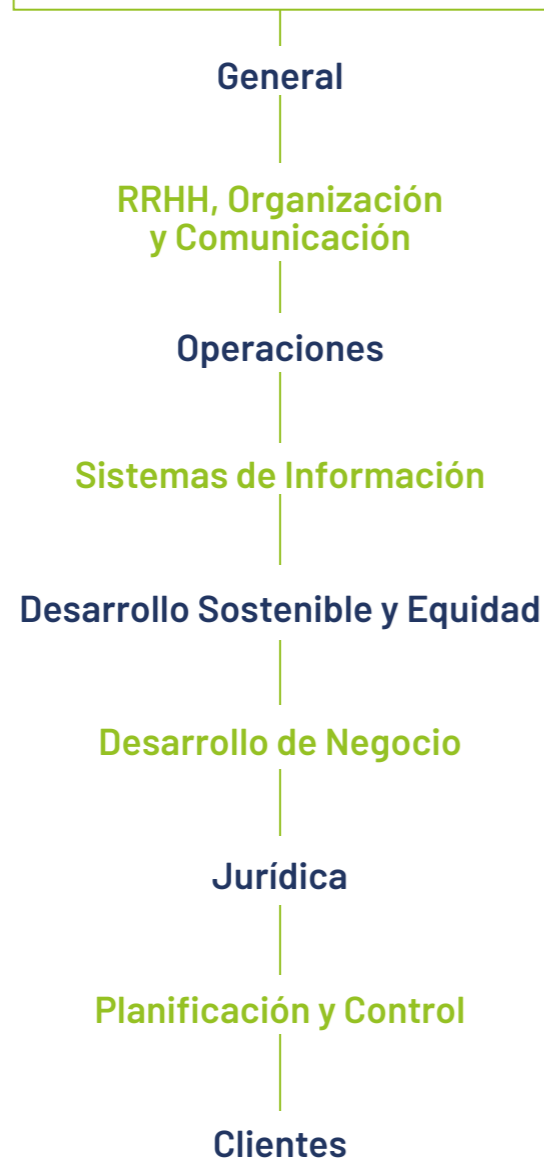 General
RRHH, Organización
y Comunicación
Operaciones
Sistemas de Información
Desarrollo Sostenible y Equidad
Desarrollo de Negocio
Jurídica
Planificación y Control
Clientes